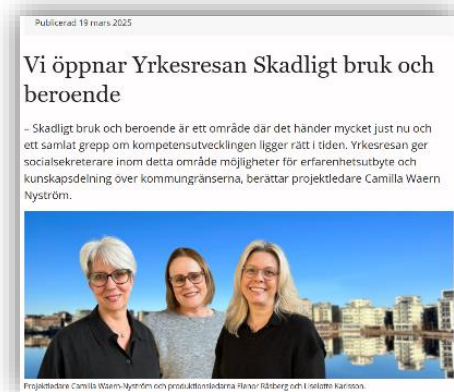 Publicerad 19 mars 2025
Vi öppnar Yrkesresan Skadligt bruk och
beroende
– Skadligt bruk och beroende är ett område där det händer mycket just nu och
ett samlat grepp om kompetensutvecklingen ligger rätt i tiden. Yrkesresan ger
socialsekreterare inom detta område möjligheter för erfarenhetsutbyte och
kunskapsdelning över kommungränserna, berättar projektledare Camilla Waern
Nyström.
Projektledare Camilla Waern-Nyström och produktionsledarna Elenor Råsberg och Liselotte Karlsson.